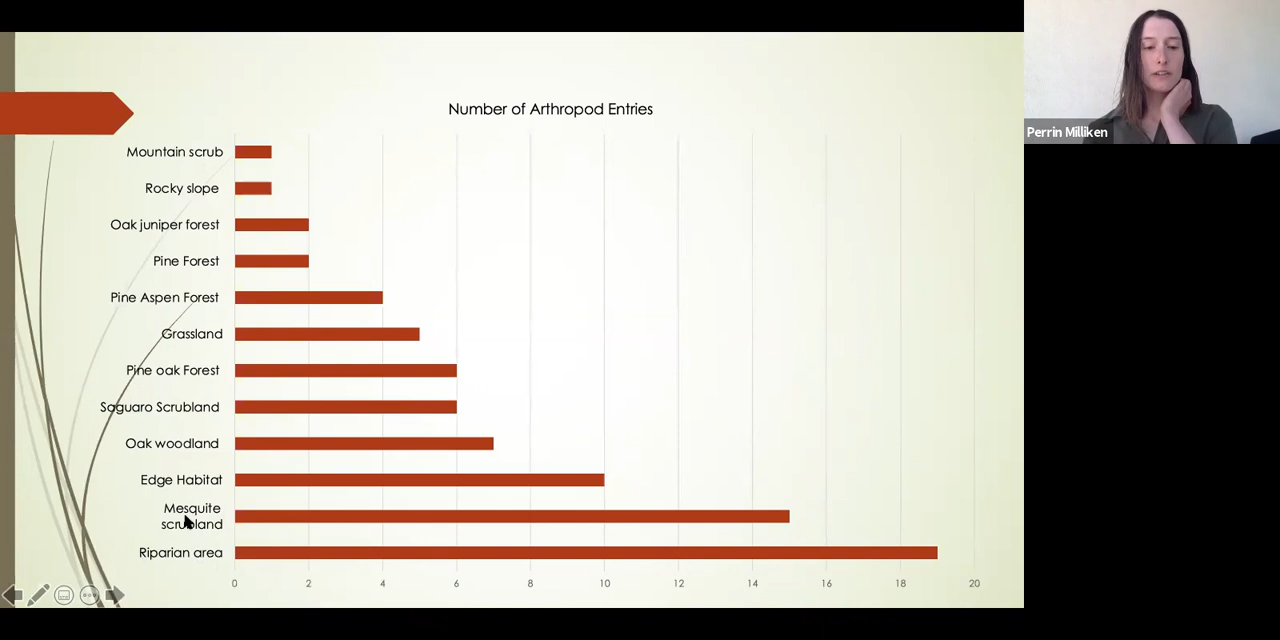 Number of Arthropod Entries
Mountain scrub
Rocky slope
Oak juniper forest
Pine Forest
Pine Aspen Forest
Grassland
Pine oak Forest
Saguaro Scrubland
Oak woodland
Edge Habitat
Mesquite
scrubland
Riparian area
0 2 4 6 8 10 12 14 16 18 20
Perrin Milliken